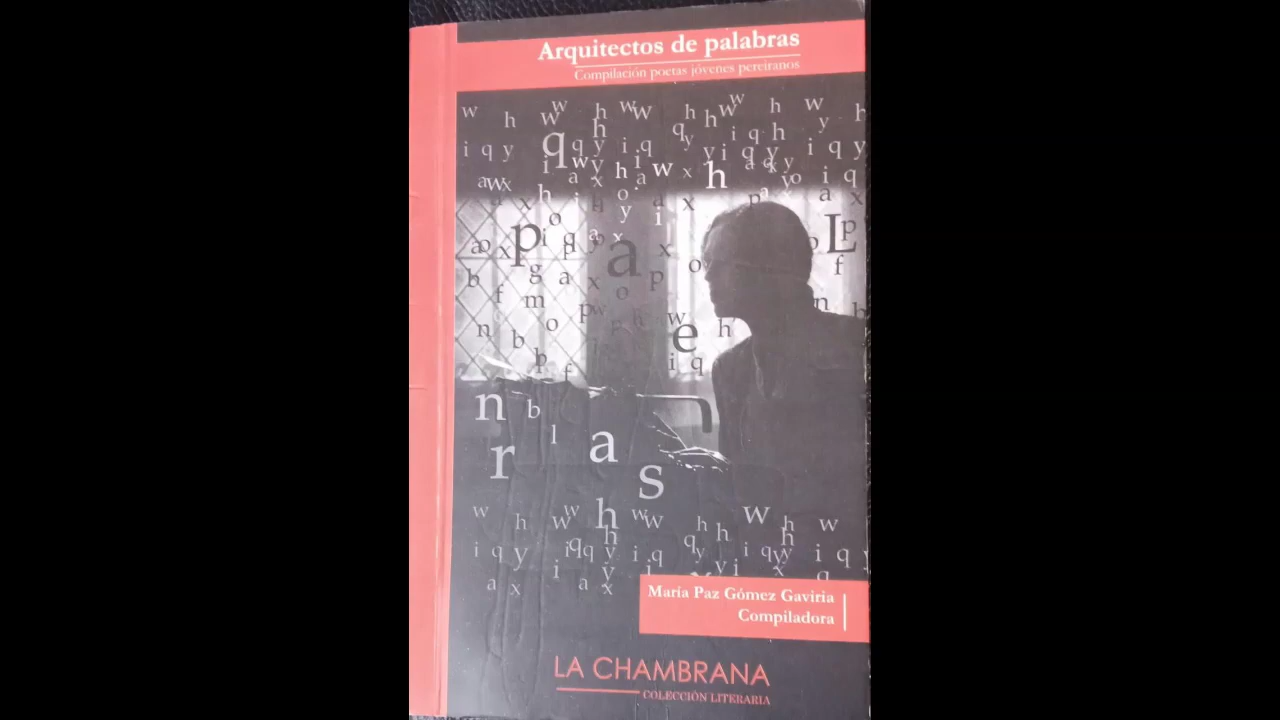 Arquitectos de palabras
Compilación poetas jóvenes pereiranos
María Paz Gómez Gaviria
Compiladora
LA CHAMBRANA
COLECCIÓN LITERARIA